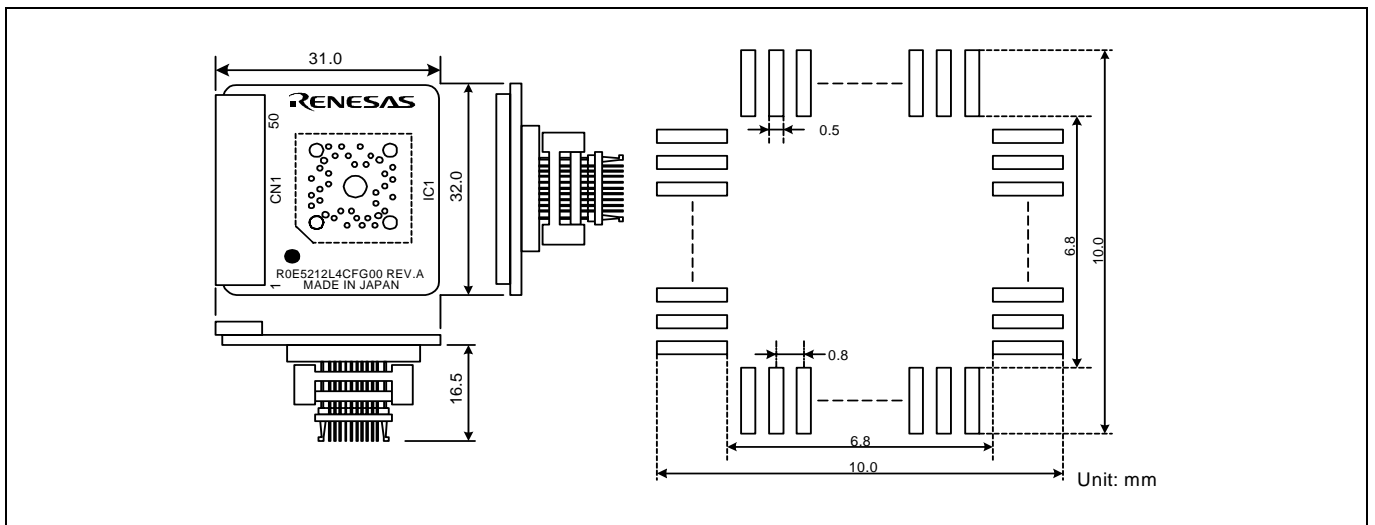 31.0
RENESAS
50
CN1
IC1
1
R0E5212L4CFG00 REV.A
MADE IN JAPAN
32.0
16.5
0.5
6.8
10.0
0.8
6.8
10.0
Unit: mm